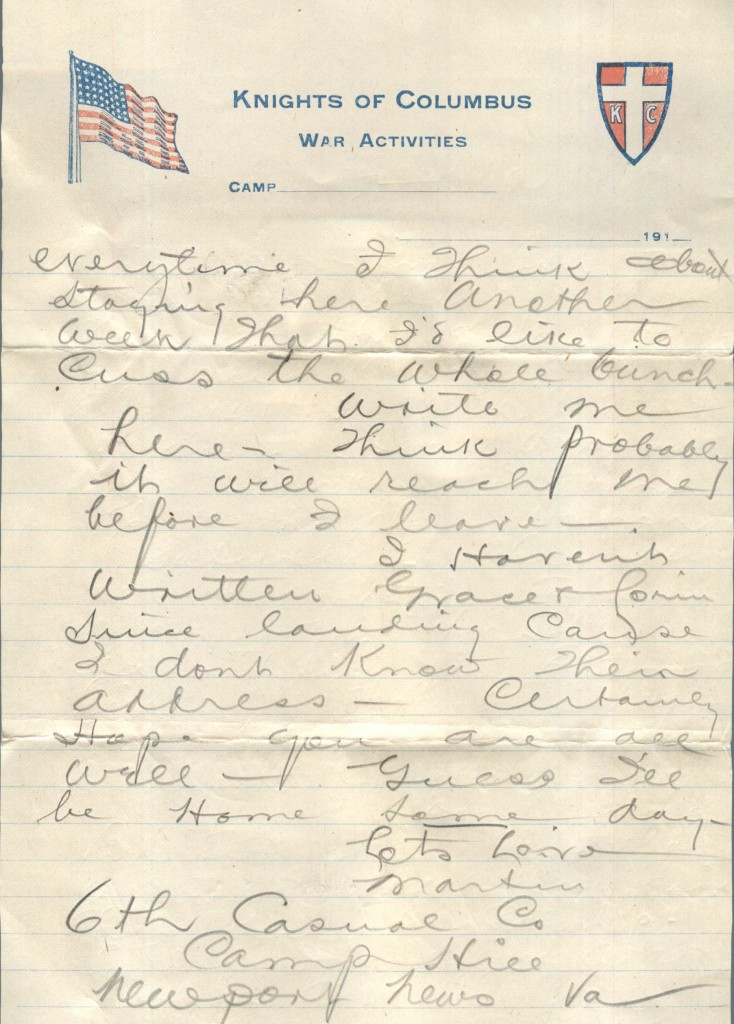 KNIGHTS OF COLUMBUS
WAR ACTIVITIES
K C
CAMP
191
everytime I think about
staying here another
week that I'd like to
Cuss the whole bunch-
Write me
here- Think probably
it will reach me
before I leave-
I Haven't
Written Grace &
Since landing Cause
I dont Know their
address- Certainly
Hope you are all
well- Guess I'll
be Home some day-
Lots Love
Martin
6th Casual Co
Camp Hill
Newport News Va